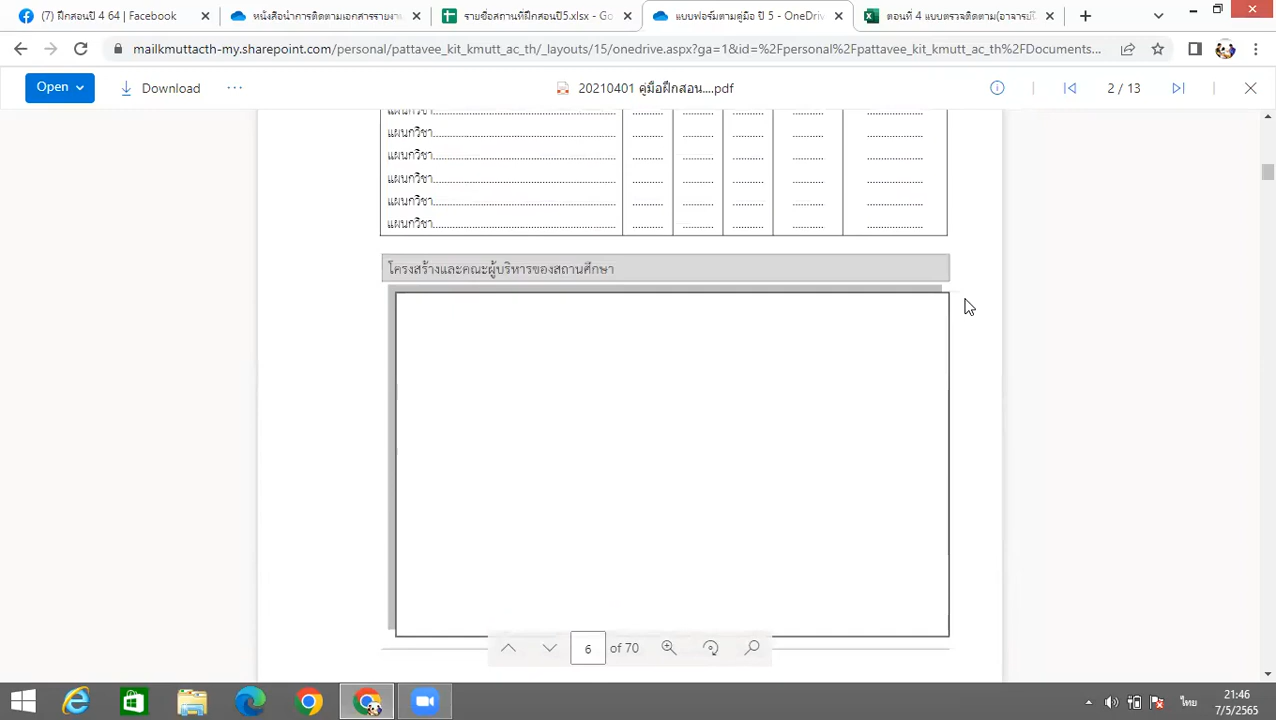 (7) ฝึกสอนปี 4 64 | Facebook
หนังสือนำการติดตามเอกสารรายงาน
รายชื่อสถานที่ฝึกสอนปี5.xlsx - Go
แบบฟอร์มตามคู่มือ ปี 5 - OneDriv
ตอนที่ 4 แบบตรวจติดตาม(อาจารย์นิ
mailkmuttacth-my.sharepoint.com/personal/pattavee_kit_kmutt_ac_th/_layouts/15/onedrive.aspx?ga=1&id=%2Fpersonal%2Fpattavee_kit_kmutt_ac_th%2FDocuments...
Open
Download
...
20210401 คู่มือฝึกสอน....pdf
2 / 13
แผนกวิชา
แผนกวิชา
แผนกวิชา
แผนกวิชา
แผนกวิชา
แผนกวิชา
โครงสร้างและคณะผู้บริหารของสถานศึกษา
6 of 70
ไทย
21:46
7/5/2565